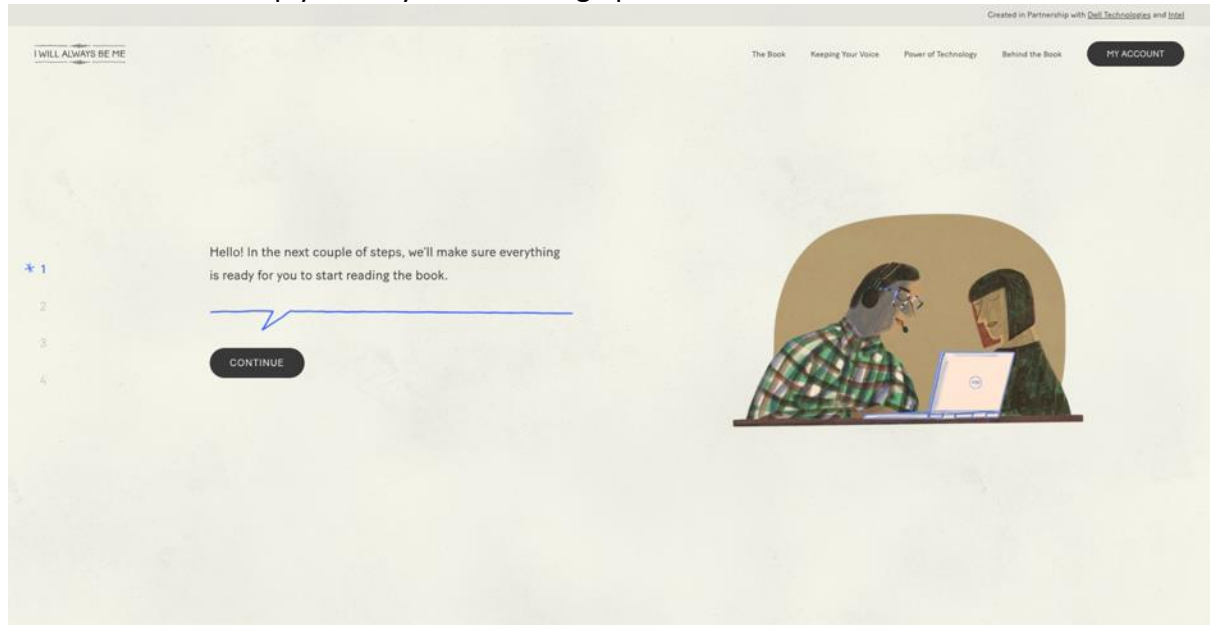 Created in Partnership with Dell Technologies and Intel
I WILL ALWAYS BE ME
The Book Keeping Your Voice Power of Technology Behind the Book MY ACCOUNT
Hello! In the next couple of steps, we'll make sure everything
is ready for you to start reading the book.
* 1
2
3
4
CONTINUE